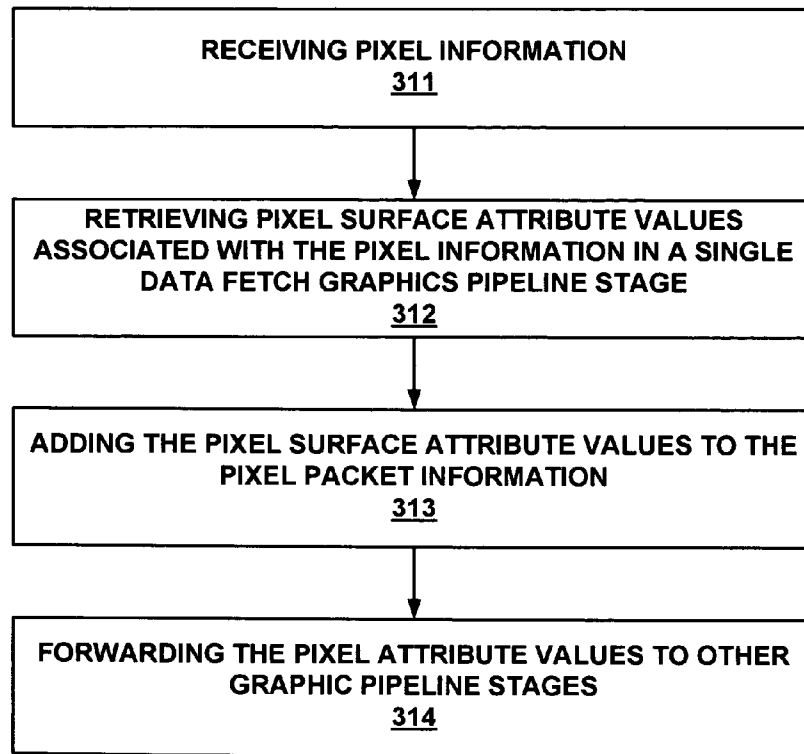 RECEIVING PIXEL INFORMATION
311
RETRIEVING PIXEL SURFACE ATTRIBUTE VALUES
ASSOCIATED WITH THE PIXEL INFORMATION IN A SINGLE
DATA FETCH GRAPHICS PIPELINE STAGE
312
ADDING THE PIXEL SURFACE ATTRIBUTE VALUES TO THE
PIXEL PACKET INFORMATION
313
FORWARDING THE PIXEL ATTRIBUTE VALUES TO OTHER
GRAPHIC PIPELINE STAGES
314